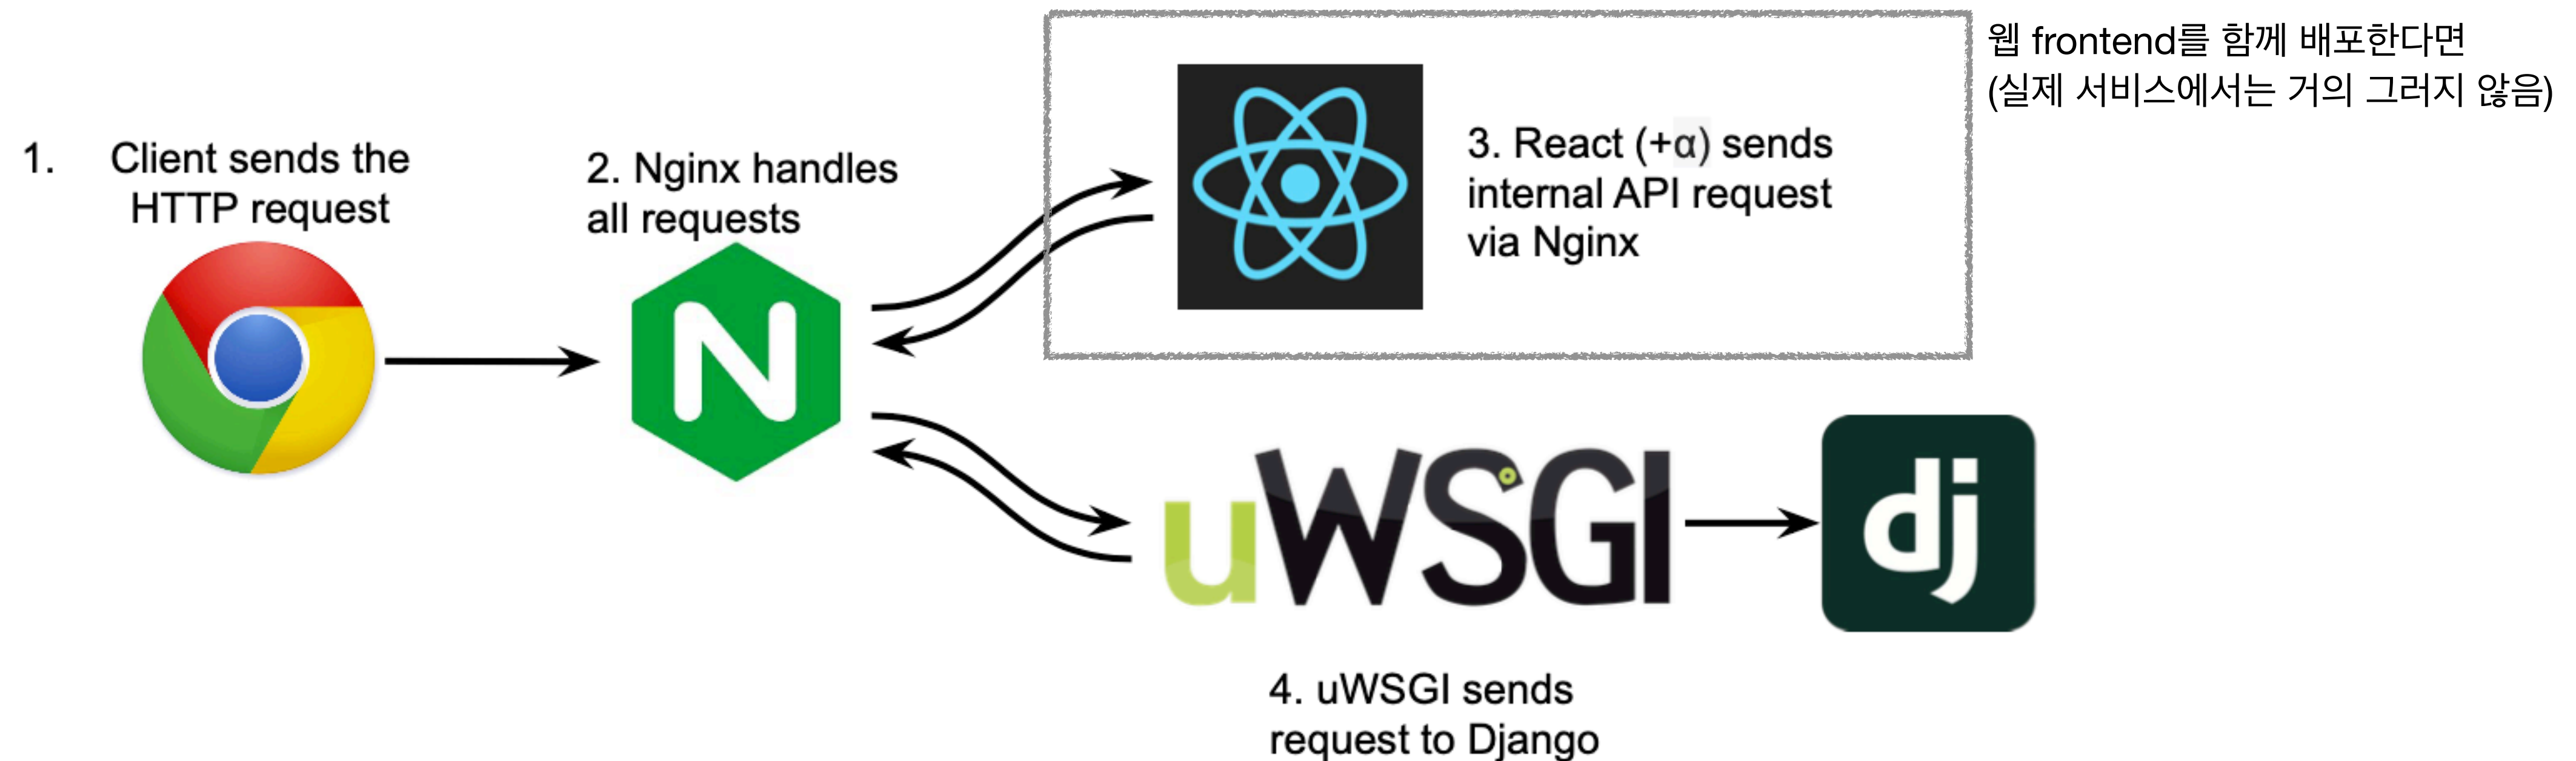 웹 frontend를 함께 배포한다면
(실제 서비스에서는 거의 그러지 않음)
1. Client sends the
HTTP request
2. Nginx handles
all requests
3. React (+α) sends
internal API request
via Nginx
N
uWSGI
dj
4. uWSGI sends
request to Django